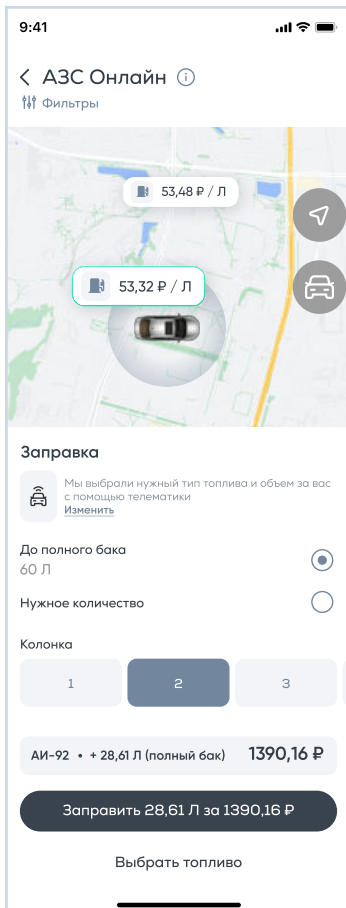 9:41
АЗС Онлайн
Фильтры
53,48 ₽ / Л
53,32 ₽ / Л
Заправка
Мы выбрали нужный тип топлива и объем за вас
с помощью телематики
Изменить
До полного бака
60 Л
Нужное количество
Колонка
1 2 3
АИ-92 • + 28,61 Л (полный бак) 1390,16 ₽
Заправить 28,61 Л за 1390,16 ₽
Выбрать топливо